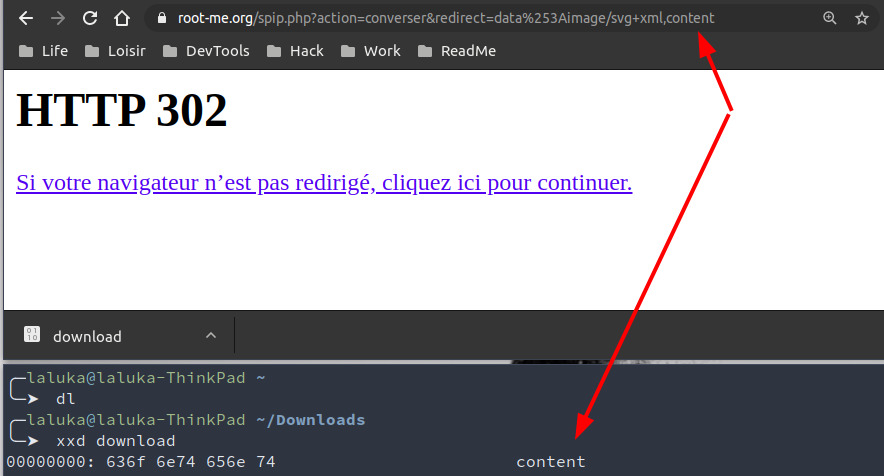 root-me.org/spip.php?action=converser&redirect=data%253Aimage/svg+xml,content
Life Loisir DevTools Hack Work ReadMe
HTTP 302
Si votre navigateur n’est pas redirigé, cliquez ici pour continuer.
download
laluka@laluka-ThinkPad ~
dl
laluka@laluka-ThinkPad ~/Downloads
xxd download
00000000: 636f 6e74 656e 74 content